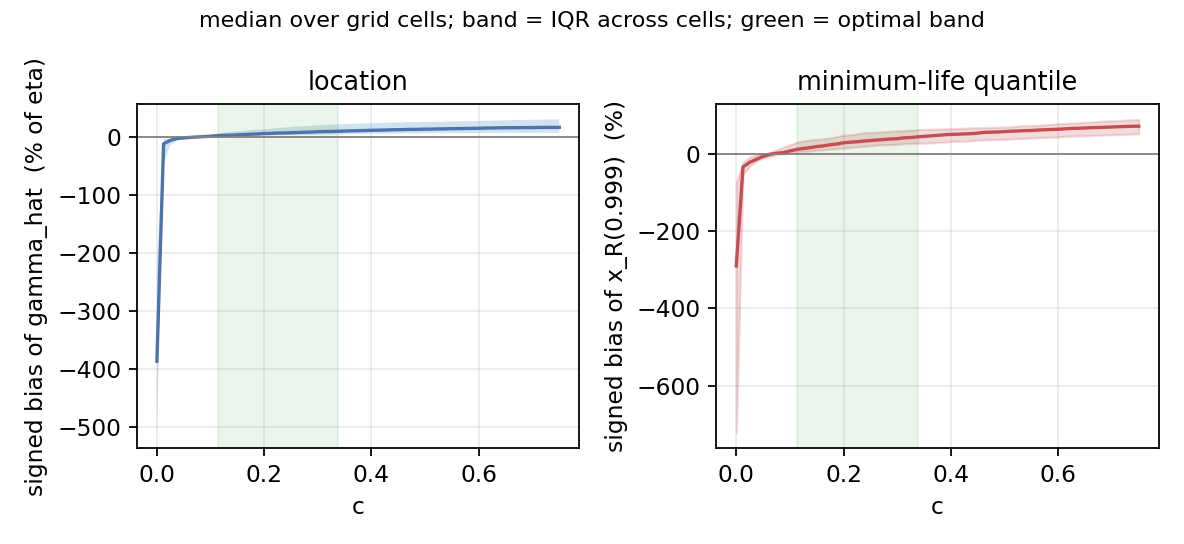 median over grid cells; band = IQR across cells; green = optimal band
location
signed bias of gamma_hat (% of eta)
0
−100
−200
−300
−400
−500
0.0
0.2
0.4
0.6
c
minimum-life quantile
signed bias of x_R(0.999) (%)
0
−200
−400
−600
0.0
0.2
0.4
0.6
c